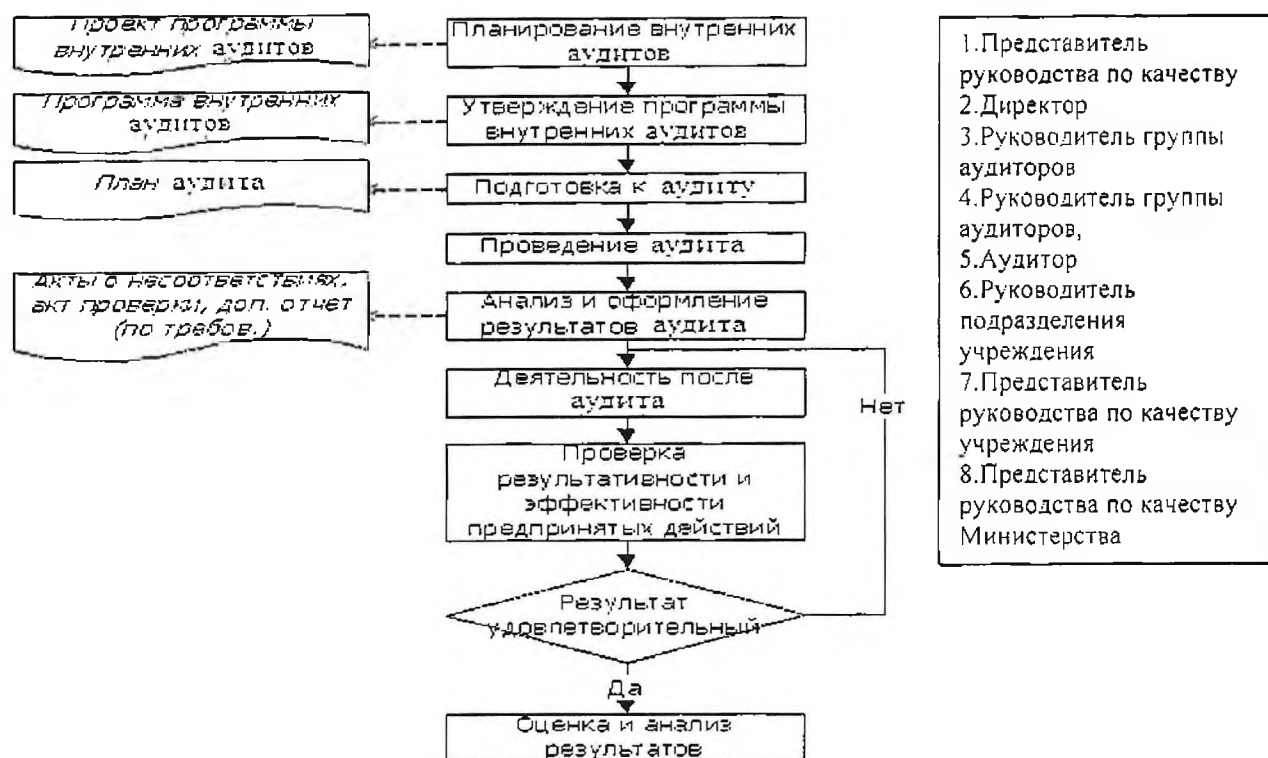 Проект программы
внутренних аудитов
Планирование внутренних
аудитов
Программа внутренних
аудитов
Утверждение программы
внутренних аудитов
План аудита
Подготовка к аудиту
Проведение аудита
Акты о несоответствиях,
акт проверки, доп. отчет
(по требов.)
Анализ и оформление
результатов аудита
Деятельность после
аудита
Нет
Проверка
результативности и
эффективности
предпринятых действий
Результат
удовлетворительный
Да
Оценка и анализ
результатов
1.Представитель
руководства по качеству
2.Директор
3.Руководитель группы
аудиторов
4.Руководитель группы
аудиторов,
5.Аудитор
6.Руководитель
подразделения
учреждения
7.Представитель
руководства по качеству
учреждения
8.Представитель
руководства по качеству
Министерства